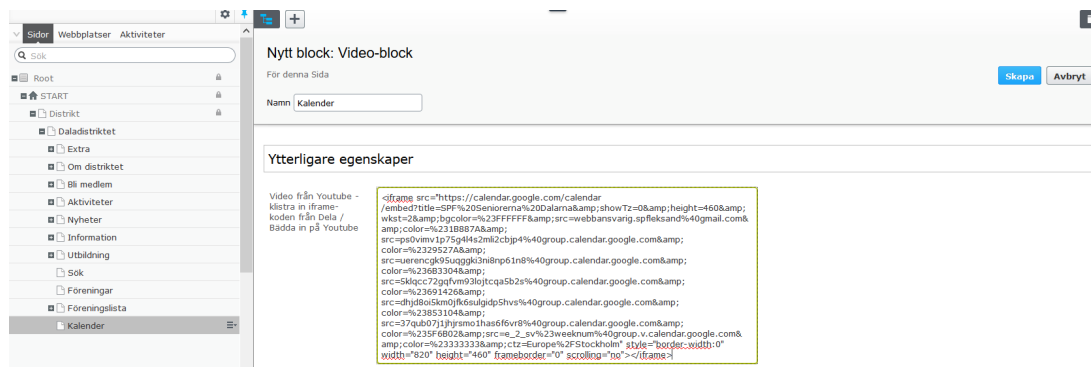 Sidor Webbplatser Aktiviteter
Sök
Root
START
Distrikt
Daladistriktet
Extra
Om distriktet
Bli medlem
Aktiviteter
Nyheter
Information
Utbildning
Sök
Föreningar
Föreningslista
Kalender
Nytt block: Video-block
För denna Sida
Skapa Avbryt
Namn Kalender
Ytterligare egenskaper
Video från Youtube -
klistra in iframe-
koden från Dela /
Bädda in på Youtube
<iframe src="https://calendar.google.com/calendar
/embed?title=SPF%20Seniorerna%20Dalarna&amp;showTz=0&amp;height=460&amp;
wkst=2&amp;bgcolor=%23FFFFFF&amp;src=webbansvarig.spfleksand%40gmail.com&
amp;color=%231B887A&amp;
src=ps0vimv1p75g4l4s2mli2cbjp4%40group.calendar.google.com&amp;
color=%2329527A&amp;
src=uerencgk95uqggki3ni8np61n8%40group.calendar.google.com&amp;
color=%236B3304&amp;
src=5klqcc72gqfvm93lojtcqa5b2s%40group.calendar.google.com&amp;
color=%23691426&amp;
src=dhjd8oi5km0jfk6sulgidp5hvs%40group.calendar.google.com&amp;
color=%23853104&amp;
src=37qub07j1jhjrsmo1has6f6vr8%40group.calendar.google.com&amp;
color=%235F6B02&amp;src=e_2_sv%23weeknum%40group.v.calendar.google.com&
amp;color=%23333333&amp;ctz=Europe%2FStockholm" style="border-width:0"
width="820" height="460" frameborder="0" scrolling="no"></iframe>